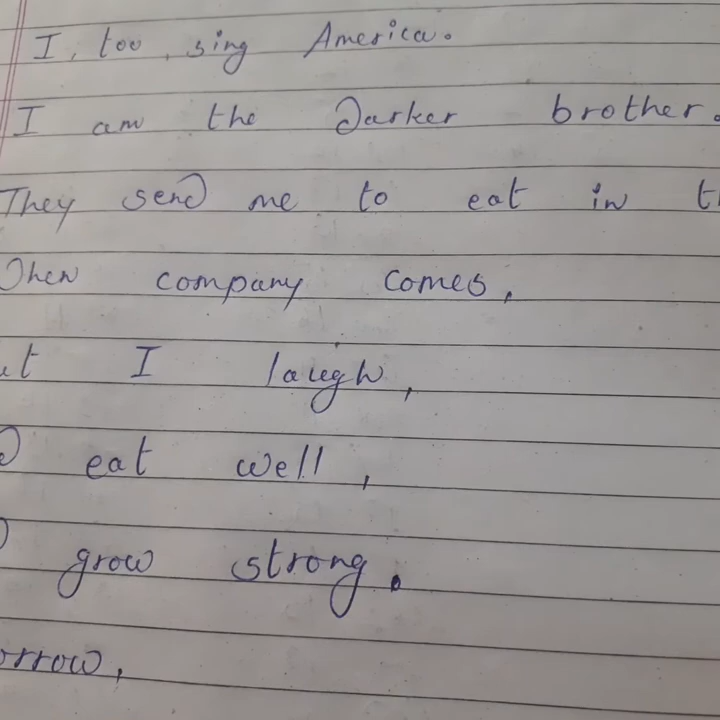 I, too, sing America.
I am the darker brother.
They send me to eat in
When company comes,
I laugh,
eat well,
grow strong.